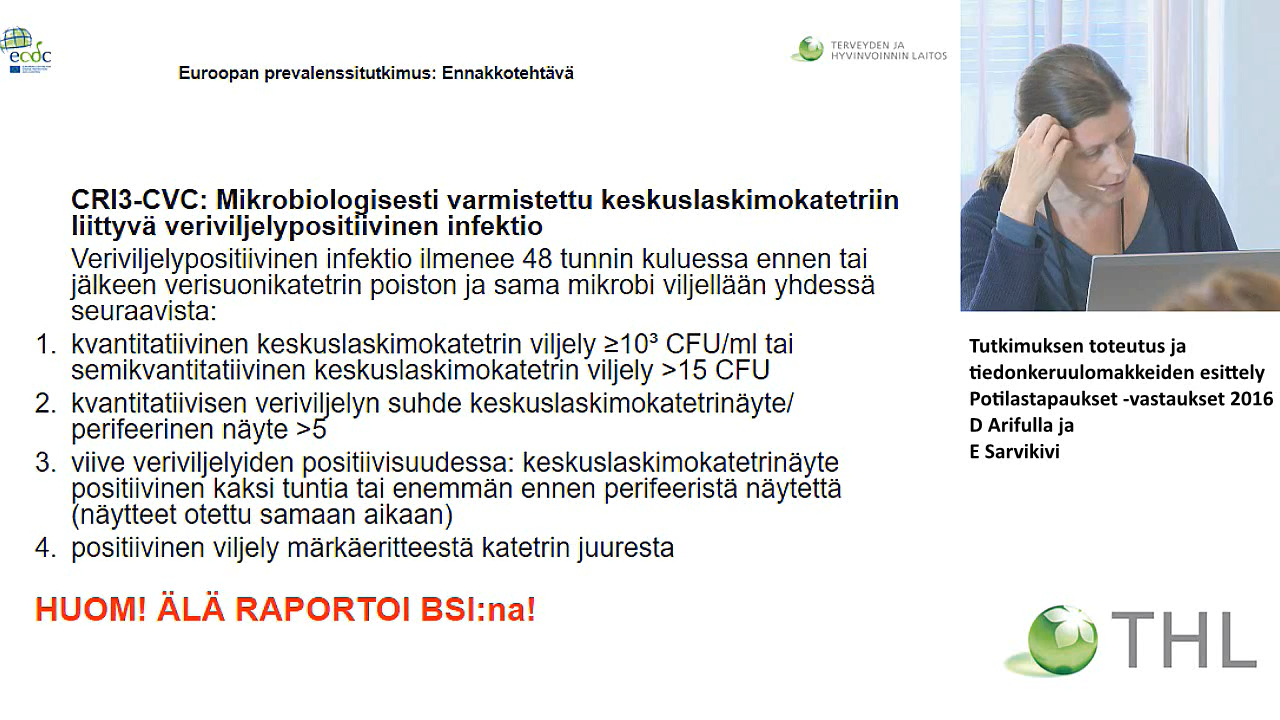 ecdc
Euroopan prevalenssitutkimus: Ennakkotehtävä
TERVEYDEN JA
HYVINVOINNIN LAITOS
CRI3-CVC: Mikrobiologisesti varmistettu keskuslaskimokatetriin
liittyvä veriviljelypositiivinen infektio
Veriviljelypositiivinen infektio ilmenee 48 tunnin kuluessa ennen tai
jälkeen verisuonikatetrin poiston ja sama mikrobi viljellään yhdessä
seuraavista:
1. kvantitatiivinen keskuslaskimokatetrin viljely ≥10³ CFU/ml tai
semikvantitatiivinen keskuslaskimokatetrin viljely >15 CFU
2. kvantitatiivisen veriviljelyn suhde keskuslaskimokatetrinäyte/
perifeerinen näyte >5
3. viive veriviljelyiden positiivisuudessa: keskuslaskimokatetrinäyte
positiivinen kaksi tuntia tai enemmän ennen perifeeristä näytettä
(näytteet otettu samaan aikaan)
4. positiivinen viljely märkäeritteestä katetrin juuresta
HUOM! ÄLÄ RAPORTOI BSI:na!
Tutkimuksen toteutus ja
tiedonkeruulomakkeiden esittely
Potilastapaukset -vastaukset 2016
D Arifulla ja
E Sarvikivi
THL